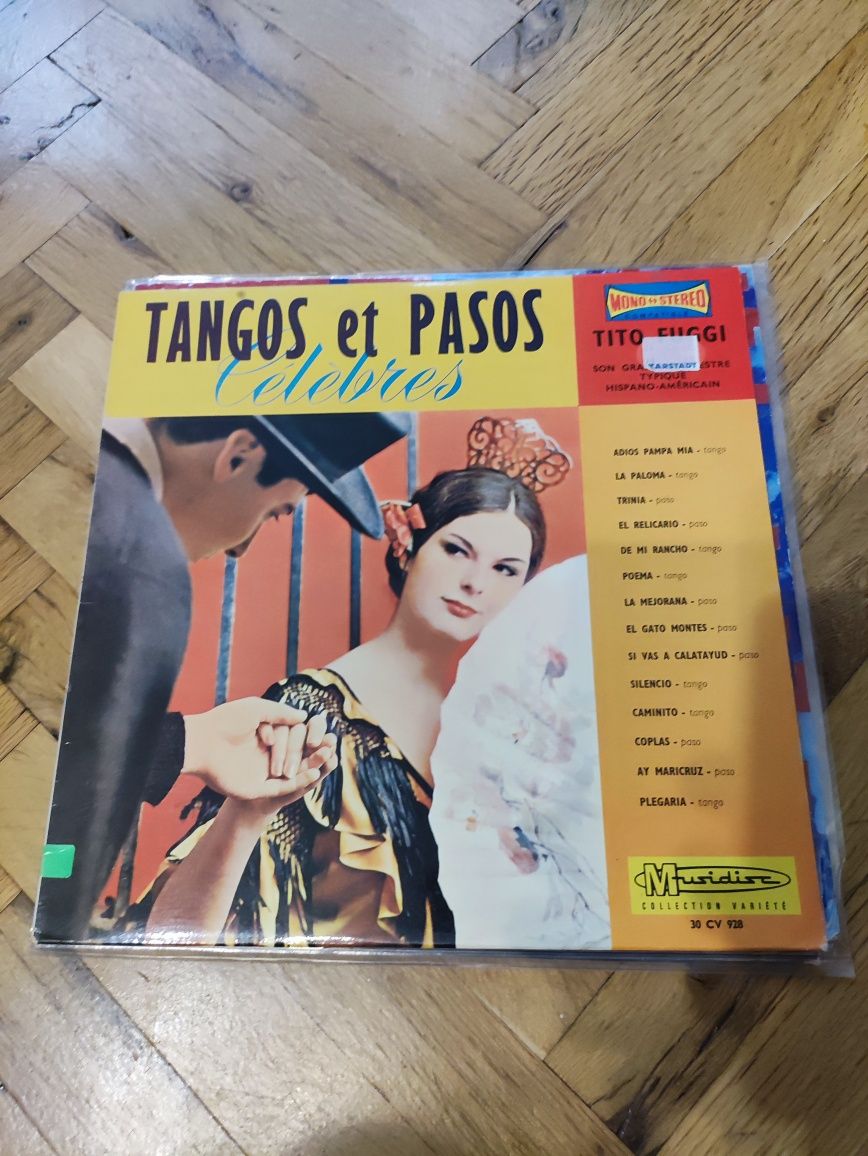 TANGOS et PASOS
Célèbres
MONO STEREO
COMPATIBLE
TITO FUGGI
KARSTADT
SON GRA ESTRE
TYPIQUE
HISPANO-AMÉRICAIN
ADIOS PAMPA MIA - tango
LA PALOMA - tango
TRINIA - paso
EL RELICARIO - paso
DE MI RANCHO - tango
POEMA - tango
LA MEJORANA - paso
EL GATO MONTES - paso
SI VAS A CALATAYUD - paso
SILENCIO - tango
CAMINITO - tango
COPLAS - paso
AY MARICRUZ - paso
PLEGARIA - tango
Musidisc
COLLECTION VARIÉTÉ
30 CV 928